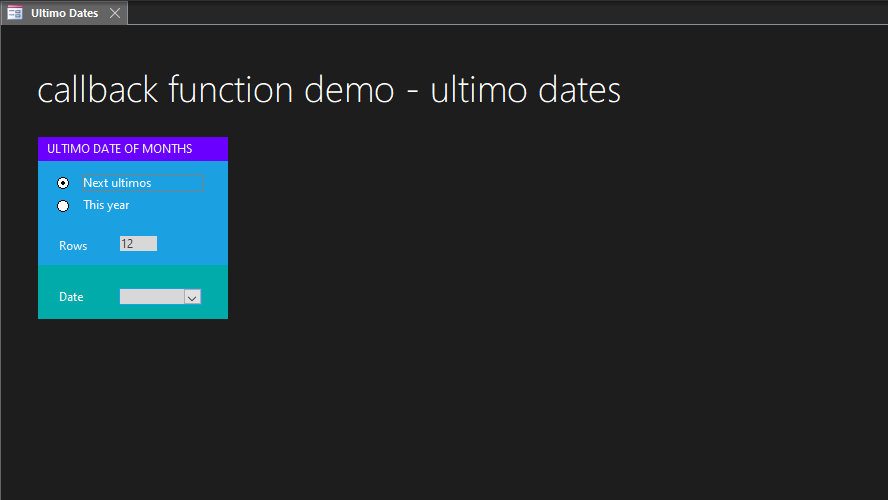 Ultimo Dates
callback function demo - ultimo dates
ULTIMO DATE OF MONTHS
Next ultimos
This year
Rows 12
Date